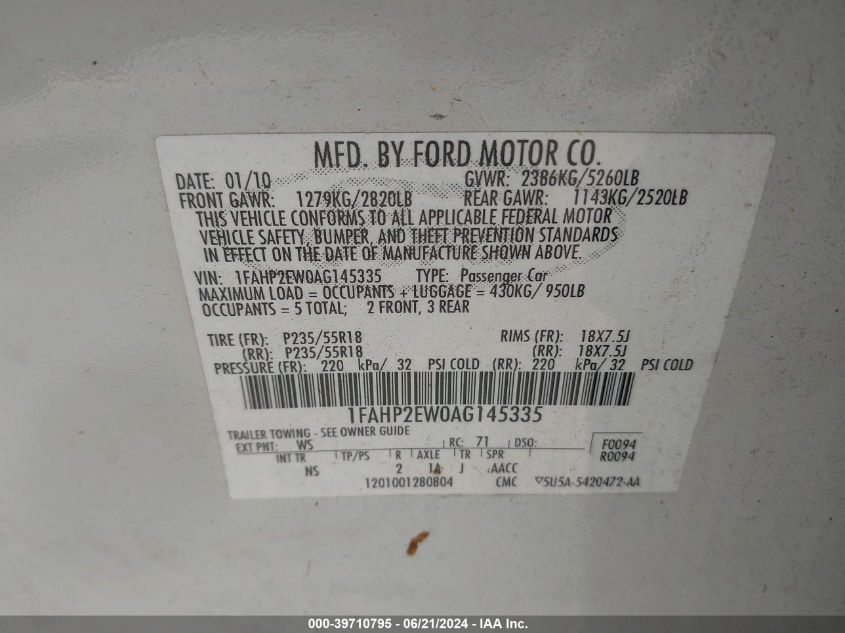 MFD. BY FORD MOTOR CO.
DATE: 01/10 GVWR: 2386KG/5260LB
FRONT GAWR: 1279KG/2820LB REAR GAWR: 1143KG/2520LB
THIS VEHICLE CONFORMS TO ALL APPLICABLE FEDERAL MOTOR
VEHICLE SAFETY, BUMPER, AND THEFT PREVENTION STANDARDS
IN EFFECT ON THE DATE OF MANUFACTURE SHOWN ABOVE.
VIN: 1FAHP2EW0AG145335 TYPE: Passenger Car
MAXIMUM LOAD = OCCUPANTS + LUGGAGE = 430KG/ 950LB
OCCUPANTS = 5 TOTAL; 2 FRONT, 3 REAR
TIRE (FR): P235/55R18 RIMS (FR): 18X7.5J
(RR): P235/55R18 (RR): 18X7.5J
PRESSURE (FR): 220 kPa/ 32 PSI COLD (RR): 220 kPa/ 32 PSI COLD
1FAHP2EW0AG145335
TRAILER TOWING - SEE OWNER GUIDE
EXT PNT: WS RC: 71 DSO: F0094
INT TR TP/PS R AXLE TR SPR R0094
NS 2 1A J AACC
1201001280804 CMC 5U5A-5420472-AA
000-39710795 - 06/21/2024 - IAA Inc.